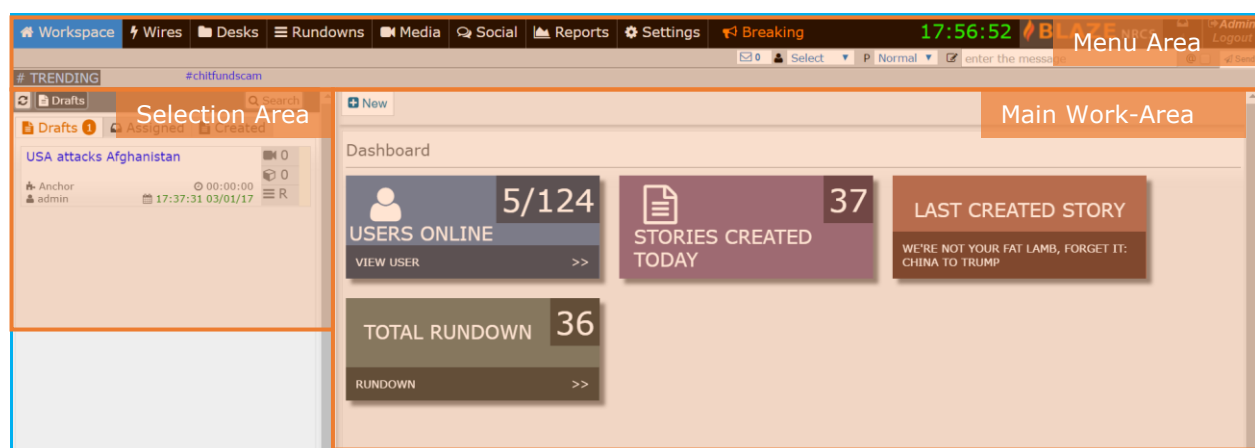 Workspace Wires Desks Rundowns Media Social Reports Settings Breaking 17:56:52 BLAZE NRCS Admin
Logout
Menu Area
0 Select P Normal enter the message Send
# TRENDING #chitfundscam
Drafts Search
Selection Area
Drafts 1 Assigned Created
USA attacks Afghanistan 0
0
Anchor 00:00:00
R
admin 17:37:31 03/01/17
New
Main Work-Area
Dashboard
5/124
USERS ONLINE
VIEW USER >>
37
STORIES CREATED
TODAY
LAST CREATED STORY
WE'RE NOT YOUR FAT LAMB, FORGET IT:
CHINA TO TRUMP
36
TOTAL RUNDOWN
RUNDOWN >>